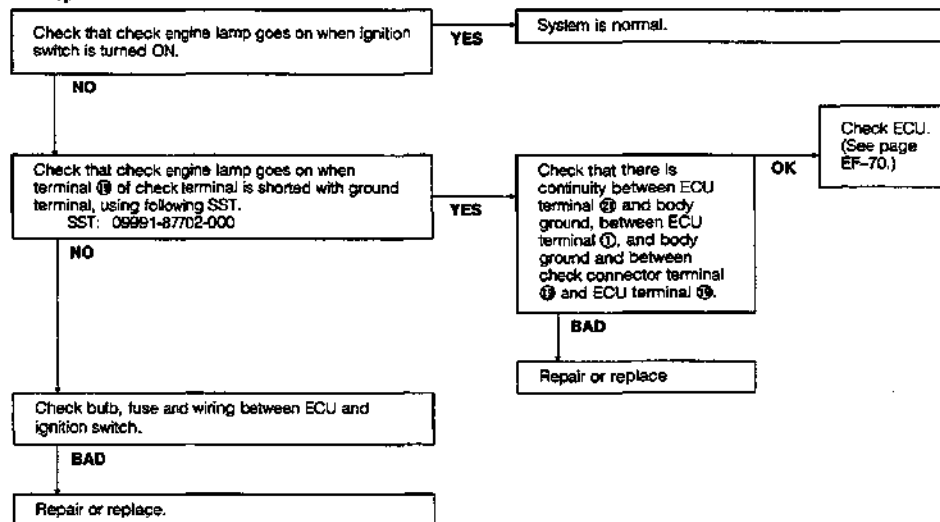 Check that check engine lamp goes on when ignition
switch is turned ON.
YES
System is normal.
NO
Check that check engine lamp goes on when
terminal of check terminal is shorted with ground
terminal, using following SST.
SST: 09991-87702-000
YES
Check that there is
continuity between ECU
terminal and body
ground, between ECU
terminal ①, and body
ground and between
check connector terminal
and ECU terminal .
OK
Check ECU.
(See page
EF-70.)
BAD
Repair or replace
NO
Check bulb, fuse and wiring between ECU and
ignition switch.
BAD
Repair or replace.